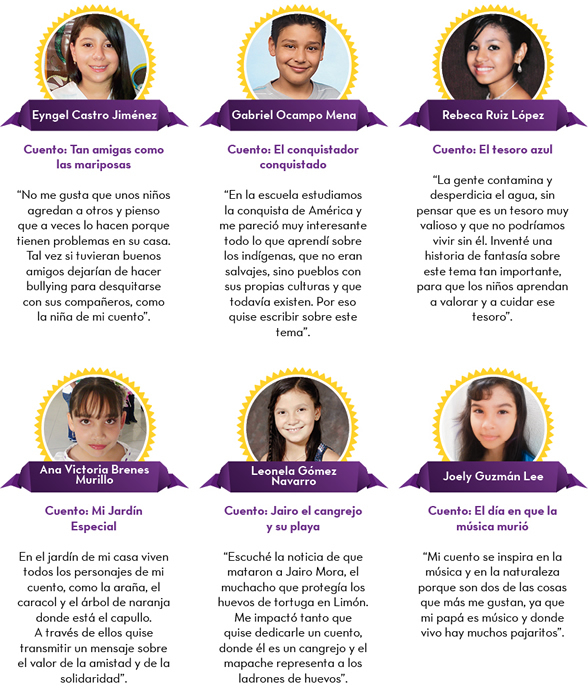 Eyngel Castro Jiménez
Cuento: Tan amigas como
las mariposas
“No me gusta que unos niños
agredan a otros y pienso
que a veces lo hacen porque
tienen problemas en su casa.
Tal vez si tuvieran buenos
amigos dejarían de hacer
bullying para desquitarse
con sus compañeros, como
la niña de mi cuento”.
Gabriel Ocampo Mena
Cuento: El conquistador
conquistado
“En la escuela estudiamos
la conquista de América y
me pareció muy interesante
todo lo que aprendí sobre
los indígenas, que no eran
salvajes, sino pueblos con
sus propias culturas y que
todavía existen. Por eso
quise escribir sobre este
tema”.
Rebeca Ruiz López
Cuento: El tesoro azul
“La gente contamina y
desperdicia el agua, sin
pensar que es un tesoro muy
valioso y que no podríamos
vivir sin él. Inventé una
historia de fantasía sobre
este tema tan importante,
para que los niños aprendan
a valorar y a cuidar ese
tesoro”.
Ana Victoria Brenes
Murillo
Cuento: Mi Jardín
Especial
En el jardín de mi casa viven
todos los personajes de mi
cuento, como la araña, el
caracol y el árbol de naranja
donde está el capullo.
A través de ellos quise
transmitir un mensaje sobre
el valor de la amistad y de la
solidaridad”.
Leonela Gómez
Navarro
Cuento: Jairo el cangrejo
y su playa
“Escuché la noticia de que
mataron a Jairo Mora, el
muchacho que protegía los
huevos de tortuga en Limón.
Me impactó tanto que
quise dedicarle un cuento,
donde él es un cangrejo y el
mapache representa a los
ladrones de huevos”.
Joely Guzmán Lee
Cuento: El día en que la
música murió
“Mi cuento se inspira en la
música y en la naturaleza
porque son dos de las cosas
que más me gustan, ya que
mi papá es músico y donde
vivo hay muchos pajaritos”.